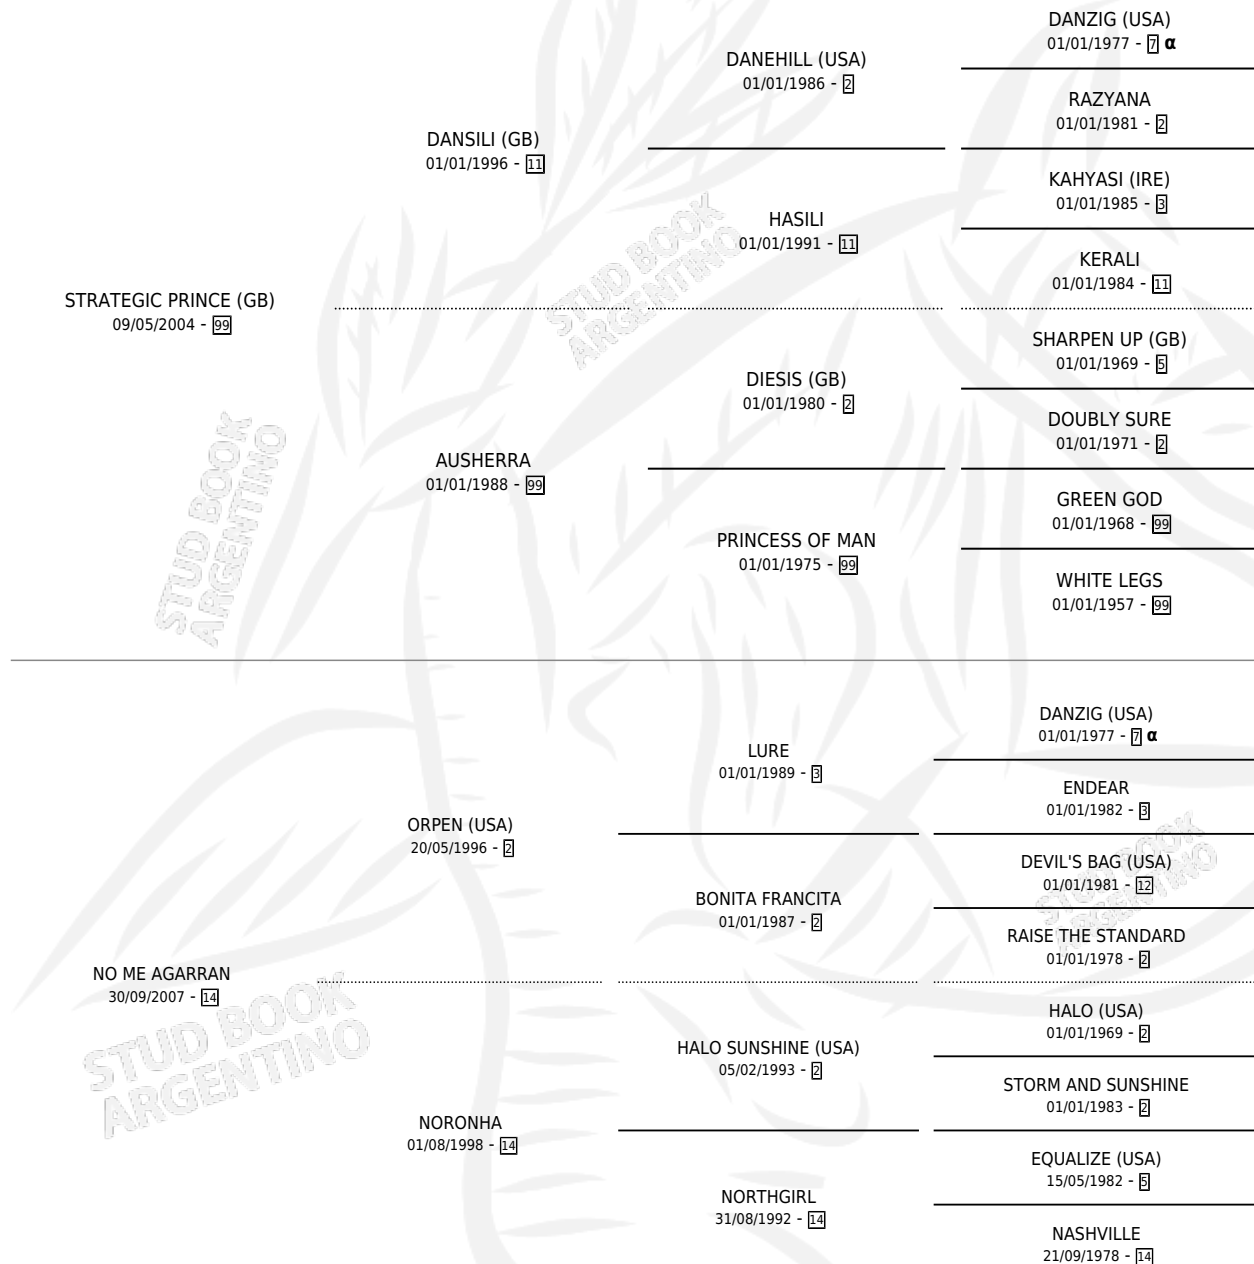 DANZIG (USA)
01/01/1977 - 7 α
DANEHILL (USA)
01/01/1986 - 2
RAZYANA
01/01/1981 - 2
DANSILI (GB)
01/01/1996 - 11
KAHYASI (IRE)
01/01/1985 - 3
HASILI
01/01/1991 - 11
KERALI
01/01/1984 - 11
STRATEGIC PRINCE (GB)
09/05/2004 - 99
SHARPEN UP (GB)
01/01/1969 - 5
DIESIS (GB)
01/01/1980 - 2
DOUBLY SURE
01/01/1971 - 2
AUSHERRA
01/01/1988 - 99
GREEN GOD
01/01/1968 - 99
PRINCESS OF MAN
01/01/1975 - 99
WHITE LEGS
01/01/1957 - 99
STUD BOOK
ARGENTINO
STUD BOOK
ARGENTINO
DANZIG (USA)
01/01/1977 - 7 α
LURE
01/01/1989 - 3
ENDEAR
01/01/1982 - 3
ORPEN (USA)
20/05/1996 - 2
DEVIL'S BAG (USA)
01/01/1981 - 12
BONITA FRANCITA
01/01/1987 - 2
RAISE THE STANDARD
01/01/1978 - 2
NO ME AGARRAN
30/09/2007 - 14
HALO (USA)
01/01/1969 - 2
HALO SUNSHINE (USA)
05/02/1993 - 2
STORM AND SUNSHINE
01/01/1983 - 2
NORONHA
01/08/1998 - 14
EQUALIZE (USA)
15/05/1982 - 5
NORTHGIRL
31/08/1992 - 14
NASHVILLE
21/09/1978 - 14
STUD BOOK
ARGENTINO
STUD BOOK
ARGENTINO